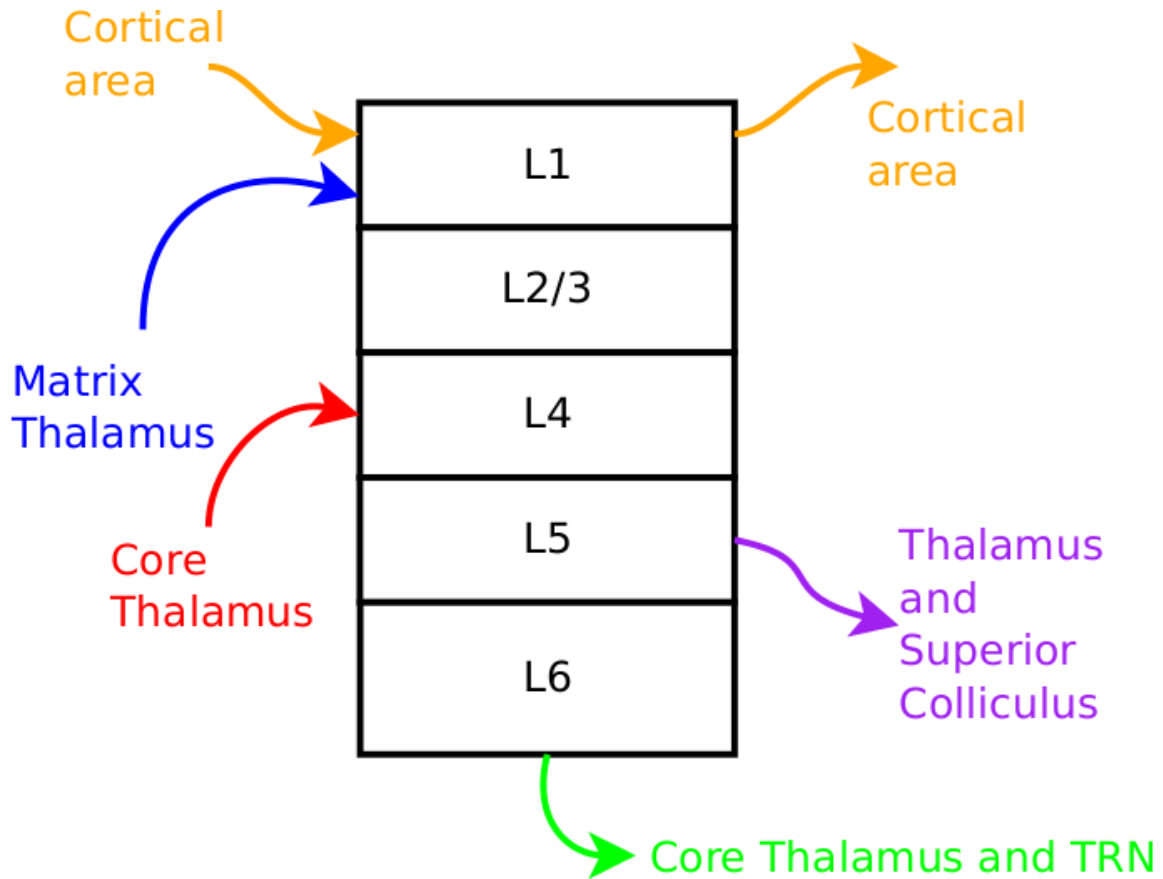 Cortical
area
Cortical
area
L1
L2/3
Matrix
Thalamus
L4
Core
Thalamus
L5
Thalamus
and
Superior
Colliculus
L6
Core Thalamus and TRN